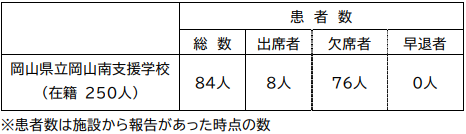 患 者 数
総 数 出席者 欠席者 早退者
岡山県立岡山南支援学校
（在籍 250人） 84人 8人 76人 0人
※患者数は施設から報告があった時点の数